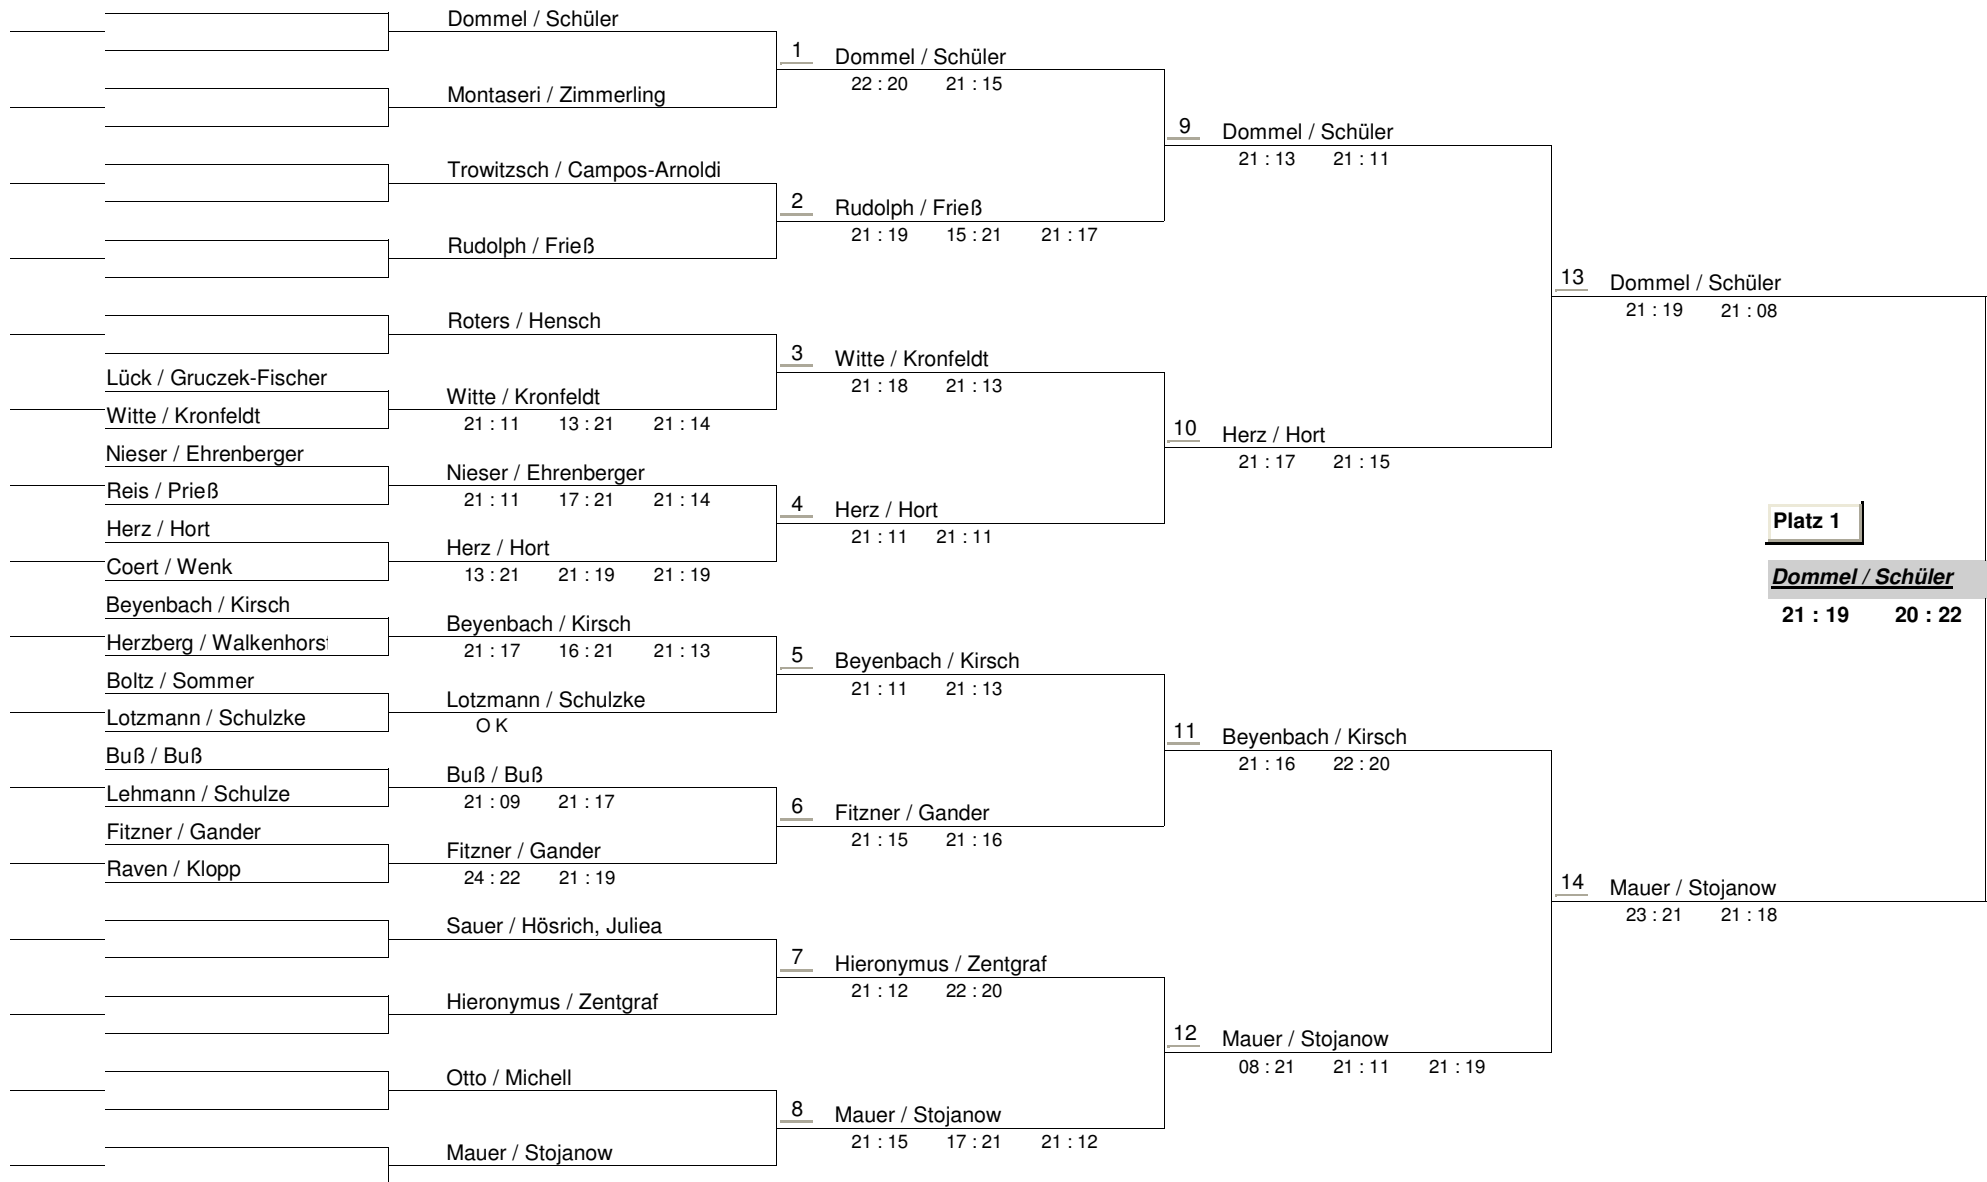 Dommel / Schüler
1 Dommel / Schüler
22 : 20 21 : 15
Montaseri / Zimmerling
9 Dommel / Schüler
21 : 13 21 : 11
Trowitzsch / Campos-Arnoldi
2 Rudolph / Frieß
21 : 19 15 : 21 21 : 17
Rudolph / Frieß
13 Dommel / Schüler
21 : 19 21 : 08
Roters / Hensch
3 Witte / Kronfeldt
21 : 18 21 : 13
Lück / Gruczek-Fischer
Witte / Kronfeldt
Witte / Kronfeldt
21 : 11 13 : 21 21 : 14
10 Herz / Hort
21 : 17 21 : 15
Nieser / Ehrenberger
Reis / Prieß
Nieser / Ehrenberger
21 : 11 17 : 21 21 : 14
4 Herz / Hort
21 : 11 21 : 11
Platz 1
Herz / Hort
Coert / Wenk
Herz / Hort
13 : 21 21 : 19 21 : 19
Dommel / Schüler
21 : 19 20 : 22
Beyenbach / Kirsch
Herzberg / Walkenhorst
Beyenbach / Kirsch
21 : 17 16 : 21 21 : 13
5 Beyenbach / Kirsch
21 : 11 21 : 13
Boltz / Sommer
Lotzmann / Schulzke
Lotzmann / Schulzke
O K
11 Beyenbach / Kirsch
21 : 16 22 : 20
Buß / Buß
Lehmann / Schulze
Buß / Buß
21 : 09 21 : 17
6 Fitzner / Gander
21 : 15 21 : 16
Fitzner / Gander
Raven / Klopp
Fitzner / Gander
24 : 22 21 : 19
14 Mauer / Stojanow
23 : 21 21 : 18
Sauer / Hösrich, Juliea
7 Hieronymus / Zentgraf
21 : 12 22 : 20
Hieronymus / Zentgraf
12 Mauer / Stojanow
08 : 21 21 : 11 21 : 19
Otto / Michell
8 Mauer / Stojanow
21 : 15 17 : 21 21 : 12
Mauer / Stojanow